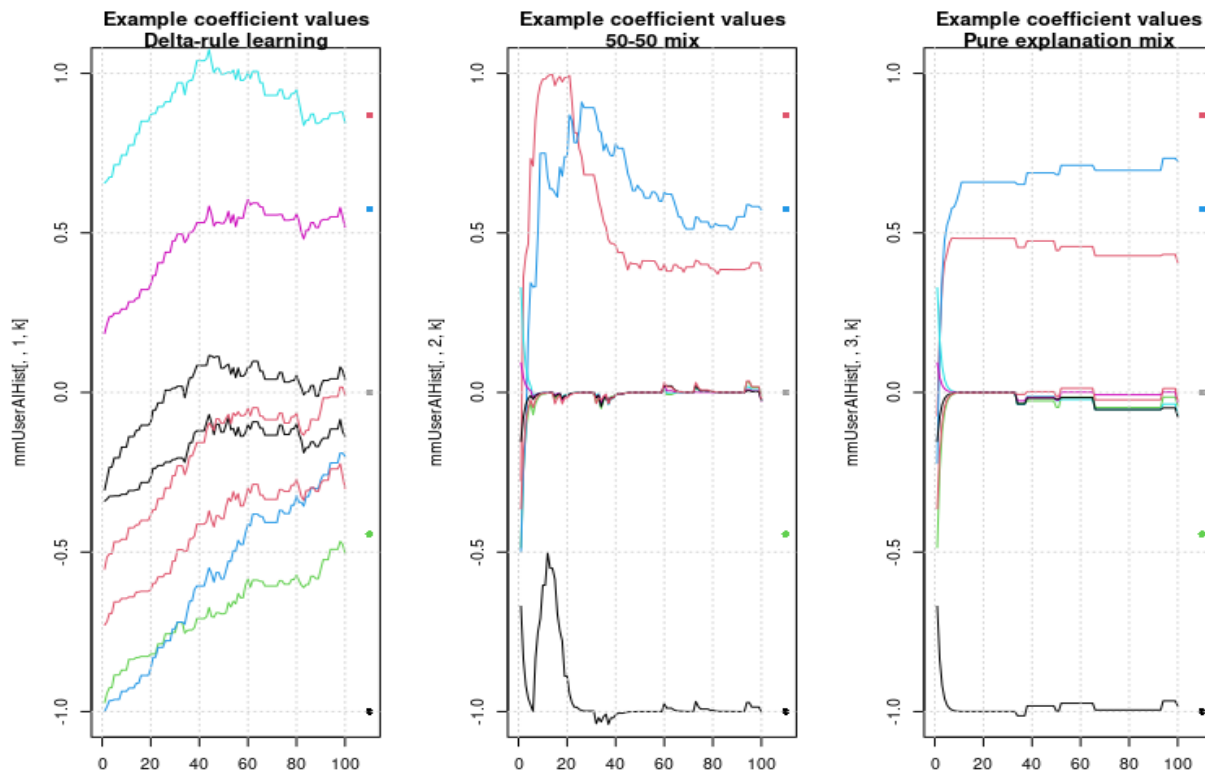 Example coefficient values
Delta-rule learning
mmUserAIHist[, , 1, k]
1.0
0.5
0.0
-0.5
-1.0
0 20 40 60 80 100
Example coefficient values
50-50 mix
mmUserAIHist[, , 2, k]
1.0
0.5
0.0
-0.5
-1.0
0 20 40 60 80 100
Example coefficient values
Pure explanation mix
mmUserAIHist[, , 3, k]
1.0
0.5
0.0
-0.5
-1.0
0 20 40 60 80 100